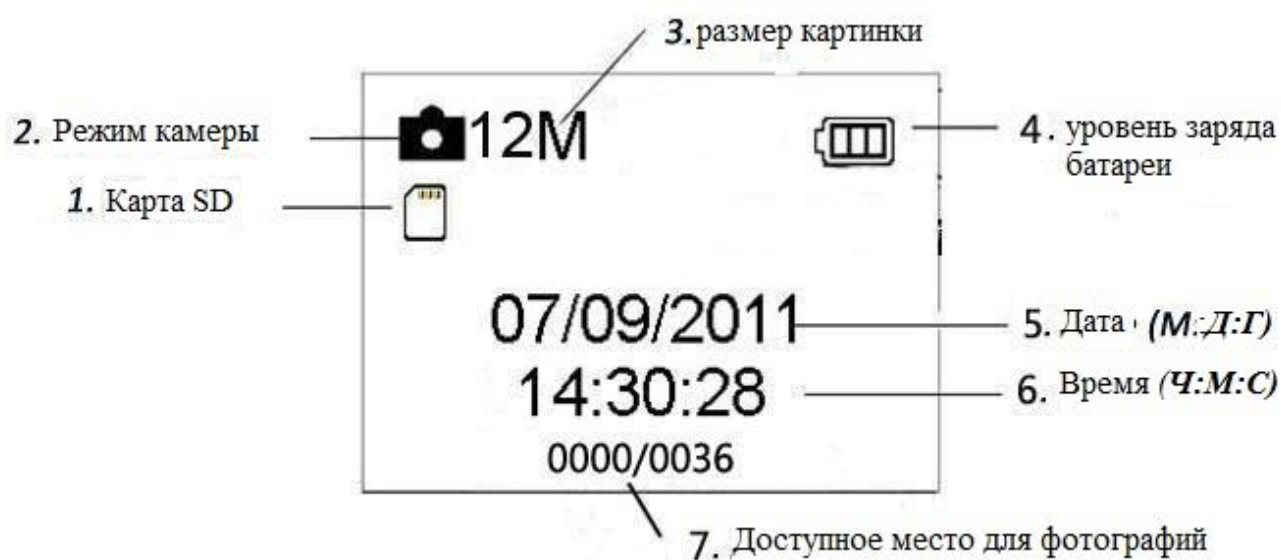 3. размер картинки
2. Режим камеры
12M
4. уровень заряда
батареи
1. Карта SD
07/09/2011
5. Дата (М:Д:Г)
14:30:28
6. Время (Ч:М:С)
0000/0036
7. Доступное место для фотографий